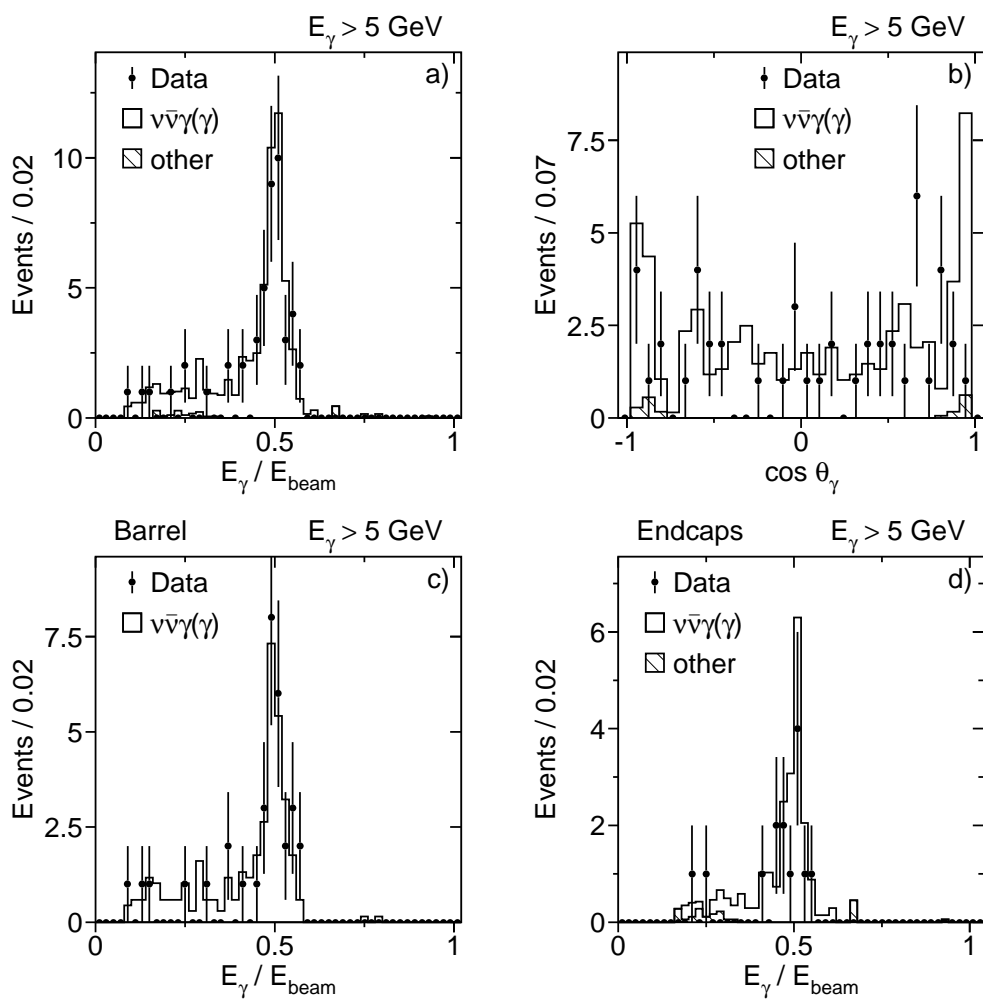 E_γ > 5 GeV
a)
Data
νν̄γ(γ)
other
Events / 0.02
10
5
0
0 0.5 1
E_γ / E_beam
E_γ > 5 GeV
b)
Data
νν̄γ(γ)
other
Events / 0.07
7.5
5
2.5
0
-1 0 1
cos θ_γ
Barrel E_γ > 5 GeV
c)
Data
νν̄γ(γ)
Events / 0.02
7.5
5
2.5
0
0 0.5 1
E_γ / E_beam
Endcaps E_γ > 5 GeV
d)
Data
νν̄γ(γ)
other
Events / 0.02
6
4
2
0
0 0.5 1
E_γ / E_beam